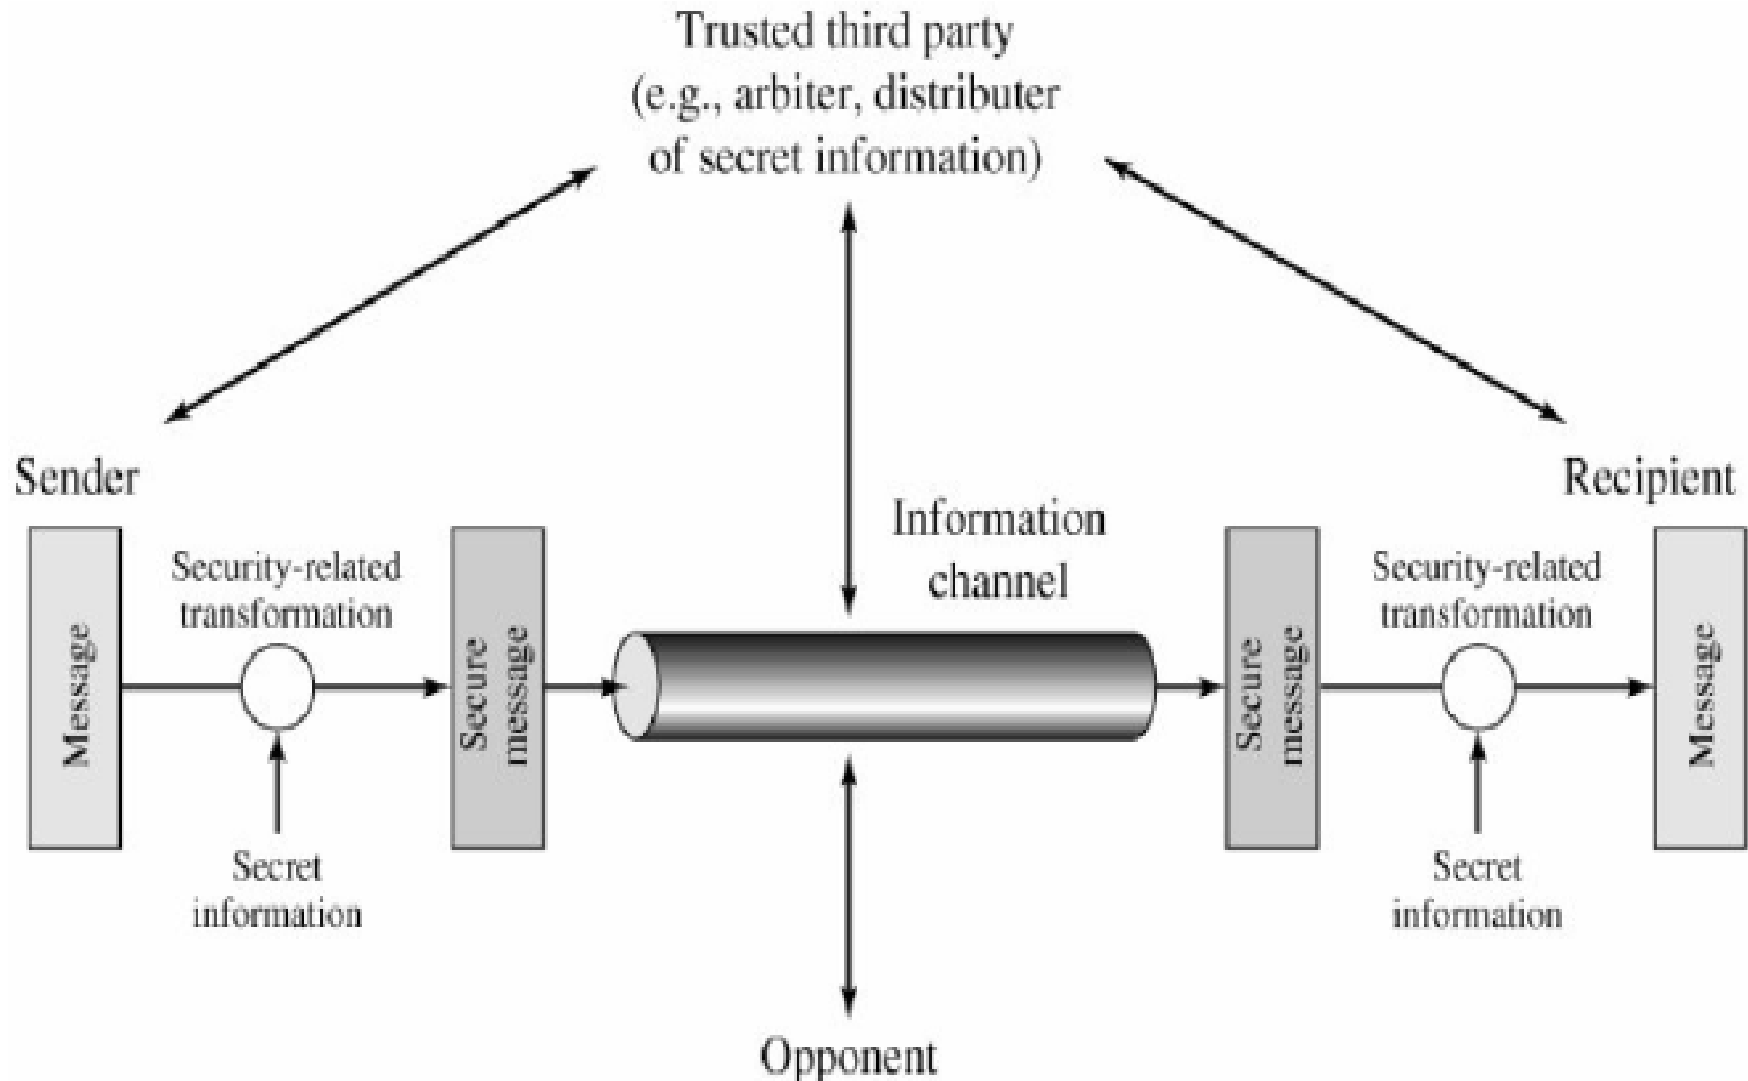 Trusted third party
(e.g., arbiter, distributer
of secret information)
Sender
Recipient
Information
channel
Security-related
transformation
Security-related
transformation
Message
Secure
message
Secure
message
Message
Secret
information
Secret
information
Opponent